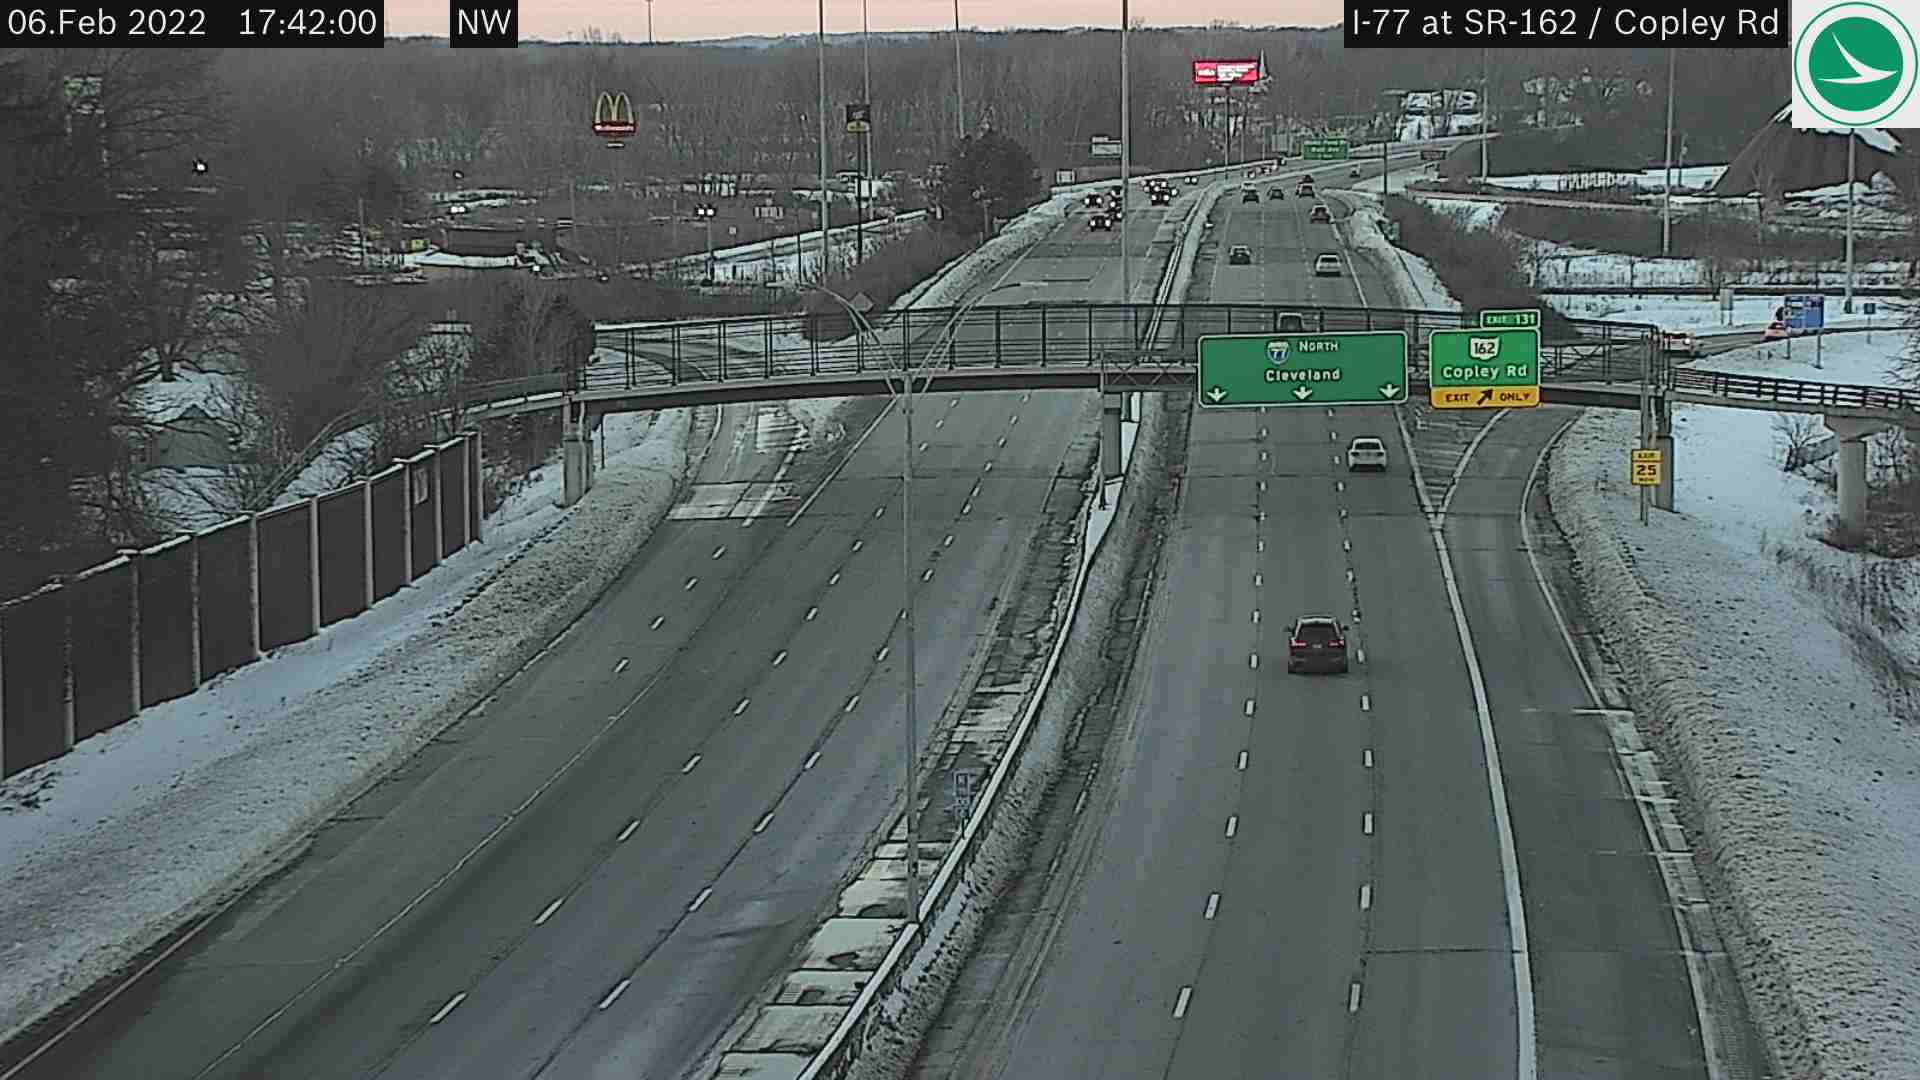 06.Feb 2022 17:42:00
NW
I-77 at SR-162 / Copley Rd
McDonald's
EXIT 131
77 NORTH
Cleveland
162
Copley Rd
EXIT ONLY
EXIT
25